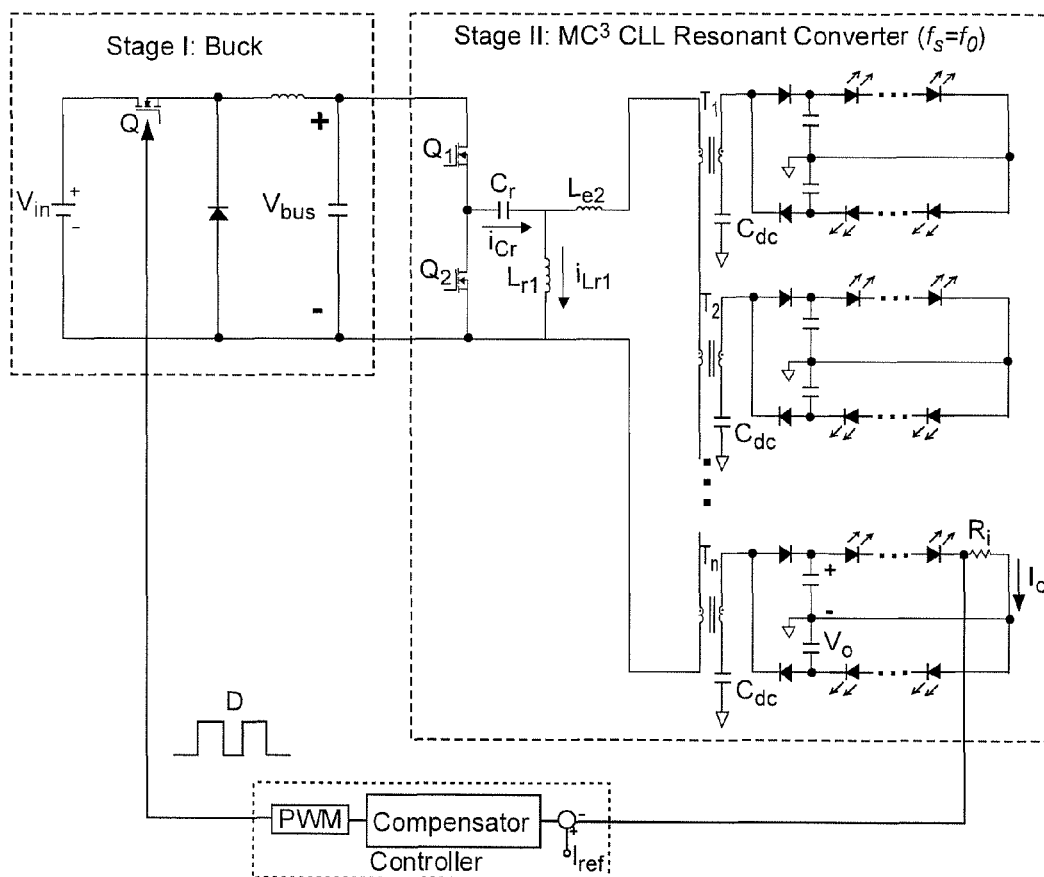 Stage I: Buck
Stage II: MC³ CLL Resonant Converter (fs=f0)
Q
+
Vin
+
-
Vbus
-
Q1
Q2
Cr
iCr
Le2
Lr1
iLr1
T1
Cdc
T2
Cdc
Tn
Cdc
+
-
Vo
Ri
Io
D
PWM
Compensator
-
+
Iref
Controller